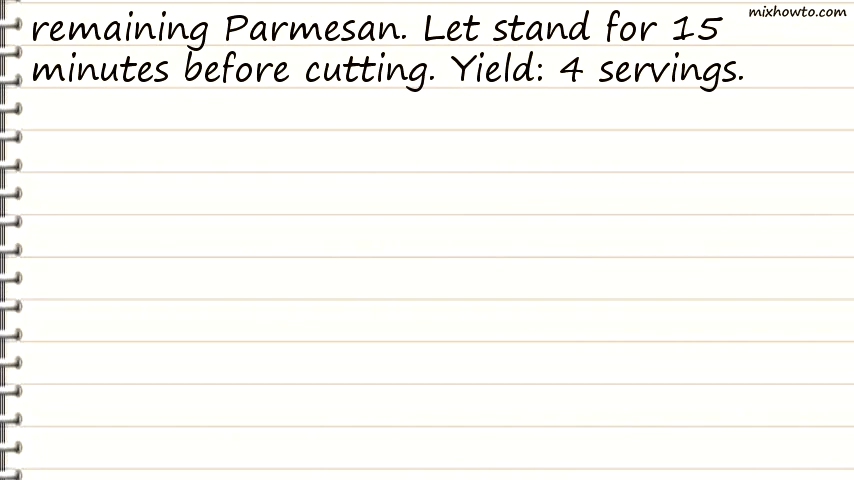 mixhowto.com
remaining Parmesan. Let stand for 15
minutes before cutting. Yield: 4 servings.